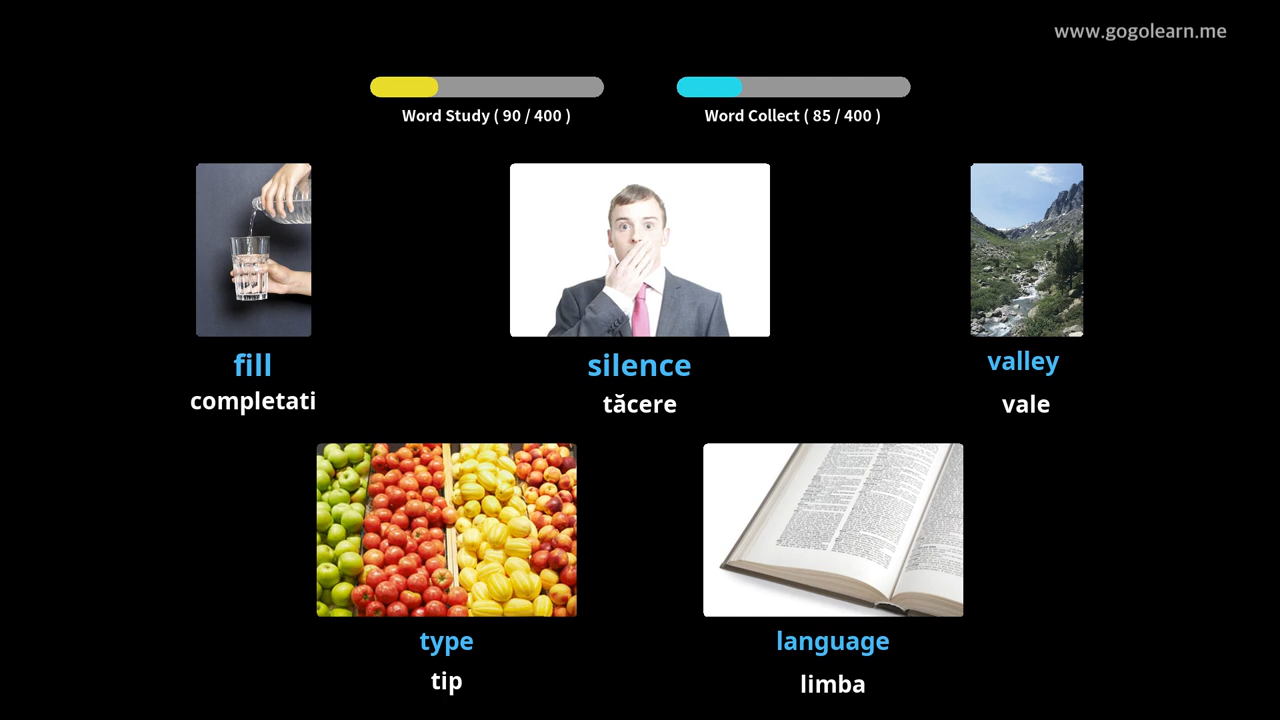 www.gogolearn.me
Word Study ( 90 / 400 )
Word Collect ( 85 / 400 )
fill
completati
silence
tăcere
valley
vale
type
tip
language
limba